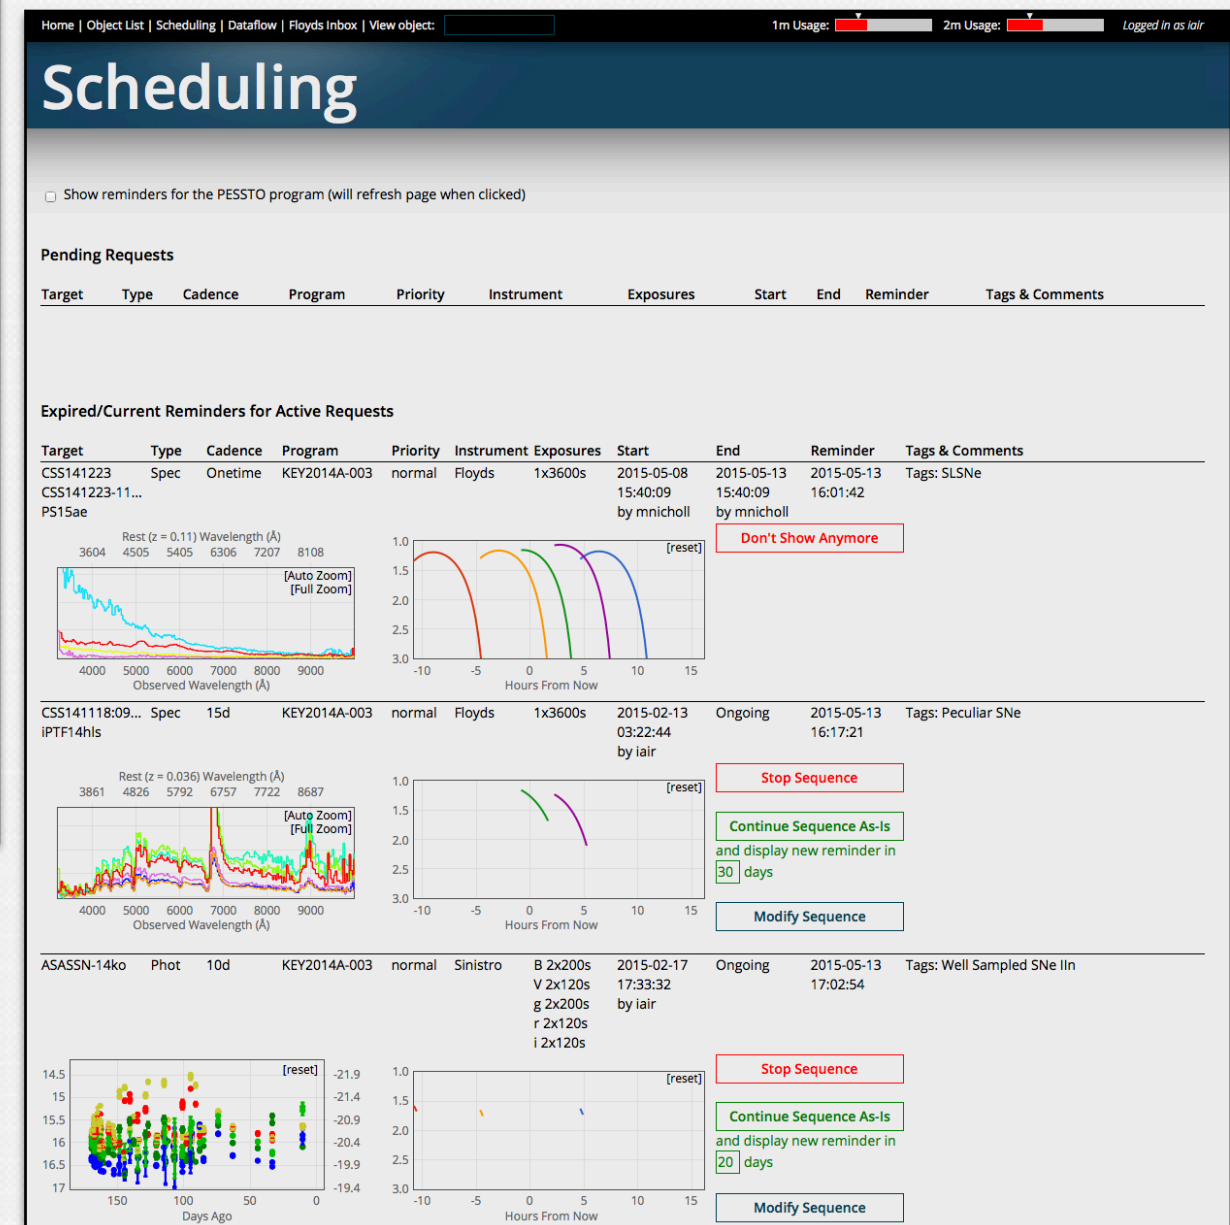 Home | Object List | Scheduling | Dataflow | Floyds Inbox | View object:
1m Usage:
2m Usage:
Logged in as iair
Scheduling
Show reminders for the PESSTO program (will refresh page when clicked)
Pending Requests
Target Type Cadence Program Priority Instrument Exposures Start End Reminder Tags & Comments
Expired/Current Reminders for Active Requests
Target Type Cadence Program Priority Instrument Exposures Start End Reminder Tags & Comments
CSS141223 Spec Onetime KEY2014A-003 normal Floyds 1x3600s 2015-05-08 2015-05-13 2015-05-13 Tags: SLSNe
CSS141223-11... 15:40:09 15:40:09 16:01:42
PS15ae by mnicholl by mnicholl
Don't Show Anymore
Rest (z = 0.11) Wavelength (Å)
3604 4505 5405 6306 7207 8108
[Auto Zoom]
[Full Zoom]
4000 5000 6000 7000 8000 9000
Observed Wavelength (Å)
[reset]
1.0
1.5
2.0
2.5
3.0
-10 -5 0 5 10 15
Hours From Now
CSS141118:09... Spec 15d KEY2014A-003 normal Floyds 1x3600s 2015-02-13 Ongoing 2015-05-13 Tags: Peculiar SNe
iPTF14hls 03:22:44 16:17:21
by iair
Rest (z = 0.036) Wavelength (Å)
3861 4826 5792 6757 7722 8687
[Auto Zoom]
[Full Zoom]
4000 5000 6000 7000 8000 9000
Observed Wavelength (Å)
[reset]
1.0
1.5
2.0
2.5
3.0
-10 -5 0 5 10 15
Hours From Now
Stop Sequence
Continue Sequence As-Is
and display new reminder in
30 days
Modify Sequence
ASASSN-14ko Phot 10d KEY2014A-003 normal Sinistro B 2x200s 2015-02-17 Ongoing 2015-05-13 Tags: Well Sampled SNe IIn
V 2x120s 17:33:32 17:02:54
g 2x200s by iair
r 2x120s
i 2x120s
[reset]
14.5 -21.9
15 -21.4
15.5 -20.9
16 -20.4
16.5 -19.9
17 -19.4
150 100 50 0
Days Ago
[reset]
1.0
1.5
2.0
2.5
3.0
-10 -5 0 5 10 15
Hours From Now
Stop Sequence
Continue Sequence As-Is
and display new reminder in
20 days
Modify Sequence